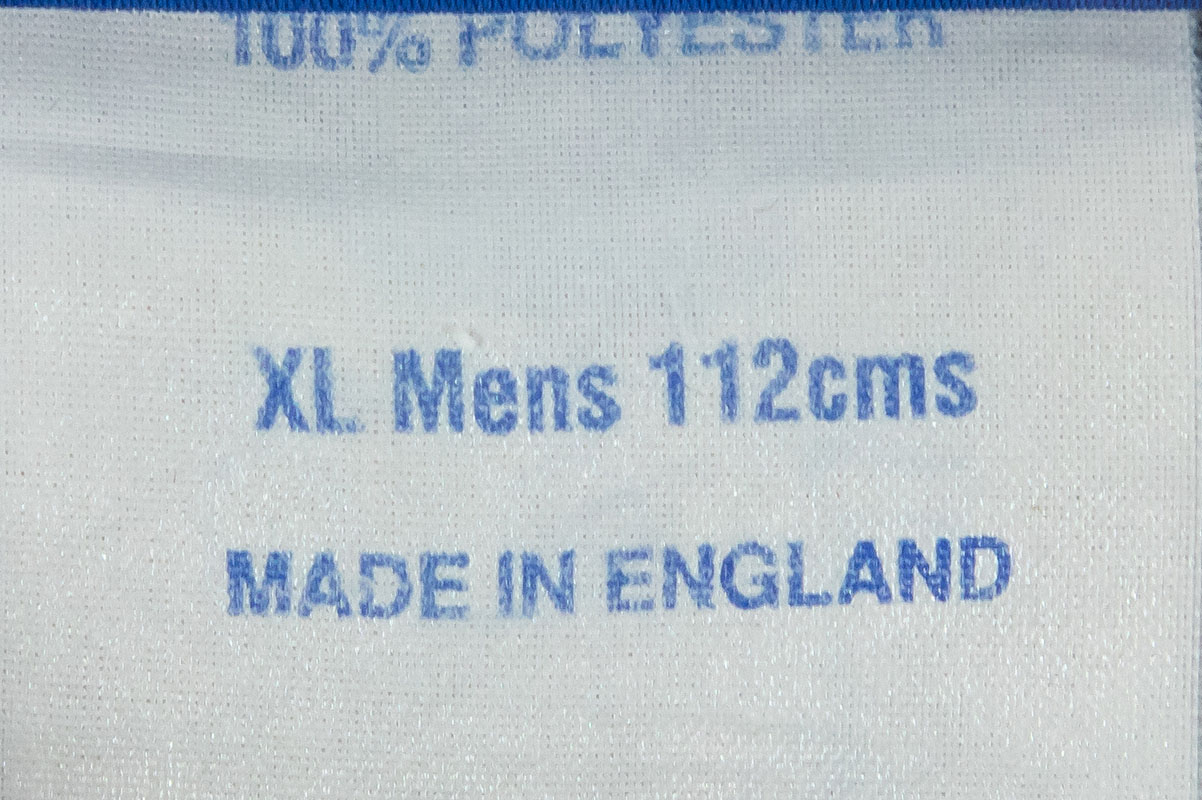 100% POLYESTER
XL Mens 112cms
MADE IN ENGLAND